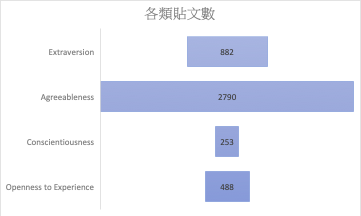 各類貼文數
Extraversion
882
Agreeableness
2790
Conscientiousness
253
Openness to Experience
488